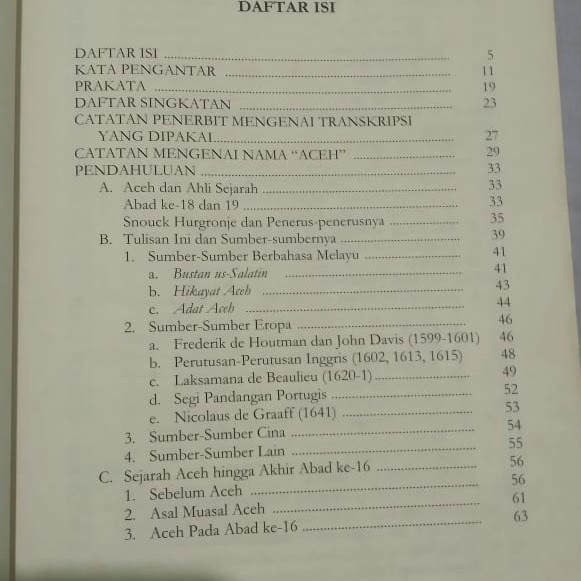 DAFTAR ISI
DAFTAR ISI ........ 5
KATA PENGANTAR ........ 11
PRAKATA ........ 19
DAFTAR SINGKATAN ........ 23
CATATAN PENERBIT MENGENAI TRANSKRIPSI
YANG DIPAKAI ........ 27
CATATAN MENGENAI NAMA “ACEH” ........ 29
PENDAHULUAN ........ 33
A. Aceh dan Ahli Sejarah ........ 33
Abad ke-18 dan 19 ........ 33
Snouck Hurgronje dan Penerus-penerusnya ........ 35
B. Tulisan Ini dan Sumber-sumbernya ........ 39
1. Sumber-Sumber Berbahasa Melayu ........ 41
a. Bustan us-Salatin ........ 41
b. Hikayat Aceh ........ 43
c. Adat Aceh ........ 44
2. Sumber-Sumber Eropa ........ 46
a. Frederik de Houtman dan John Davis (1599-1601) 46
b. Perutusan-Perutusan Inggris (1602, 1613, 1615) 48
c. Laksamana de Beaulieu (1620-1) ........ 49
d. Segi Pandangan Portugis ........ 52
e. Nicolaus de Graaff (1641) ........ 53
3. Sumber-Sumber Cina ........ 54
4. Sumber-Sumber Lain ........ 55
C. Sejarah Aceh hingga Akhir Abad ke-16 ........ 56
1. Sebelum Aceh ........ 56
2. Asal Muasal Aceh ........ 61
3. Aceh Pada Abad ke-16 ........ 63